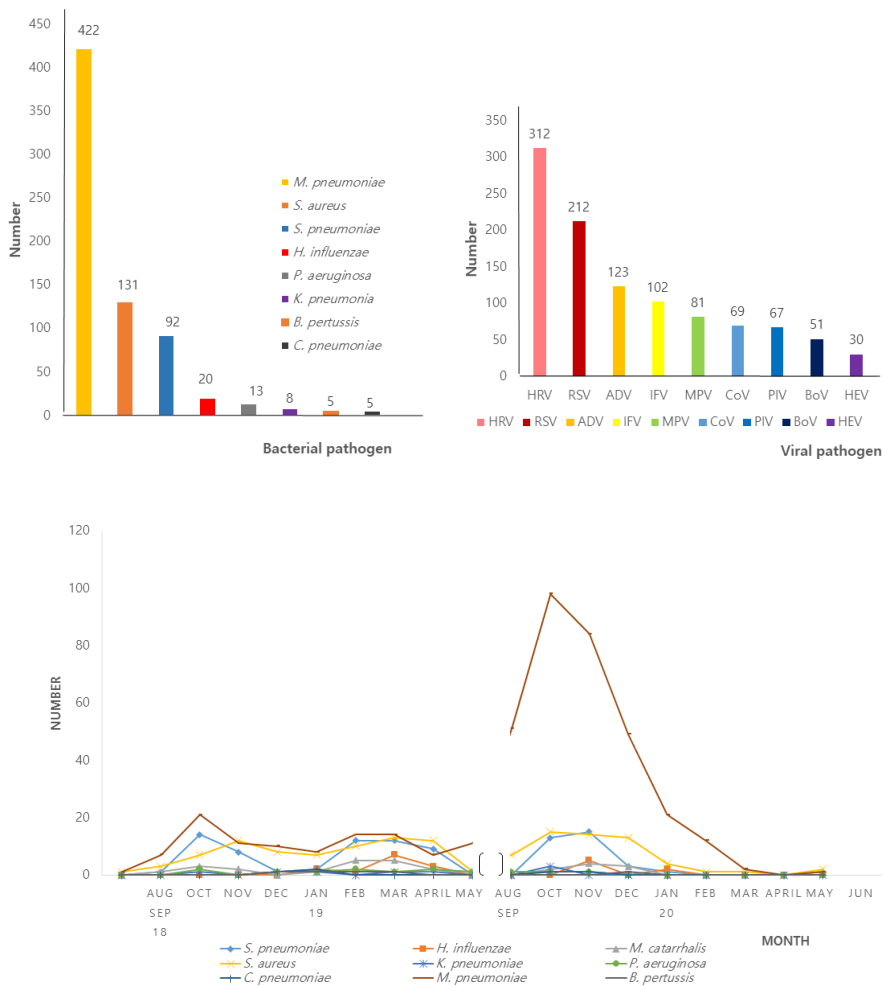 450
400
350
300
250
200
150
100
50
0
Number
422
131
92
20
13
8
5
5
M. pneumoniae
S. aureus
S. pneumoniae
H. influenzae
P. aeruginosa
K. pneumonia
B. pertussis
C. pneumoniae
Bacterial pathogen
350
300
250
200
150
100
50
0
Number
312
212
123
102
81
69
67
51
30
HRV RSV ADV IFV MPV CoV PIV BoV HEV
HRV RSV ADV IFV MPV CoV PIV BoV HEV
Viral pathogen
120
100
80
60
40
20
0
NUMBER
AUG OCT NOV DEC JAN FEB MAR APRIL MAY AUG OCT NOV DEC JAN FEB MAR APRIL MAY JUN
SEP 19 SEP 20
18
MONTH
S. pneumoniae H. influenzae M. catarrhalis
S. aureus K. pneumoniae P. aeruginosa
C. pneumoniae M. pneumoniae B. pertussis